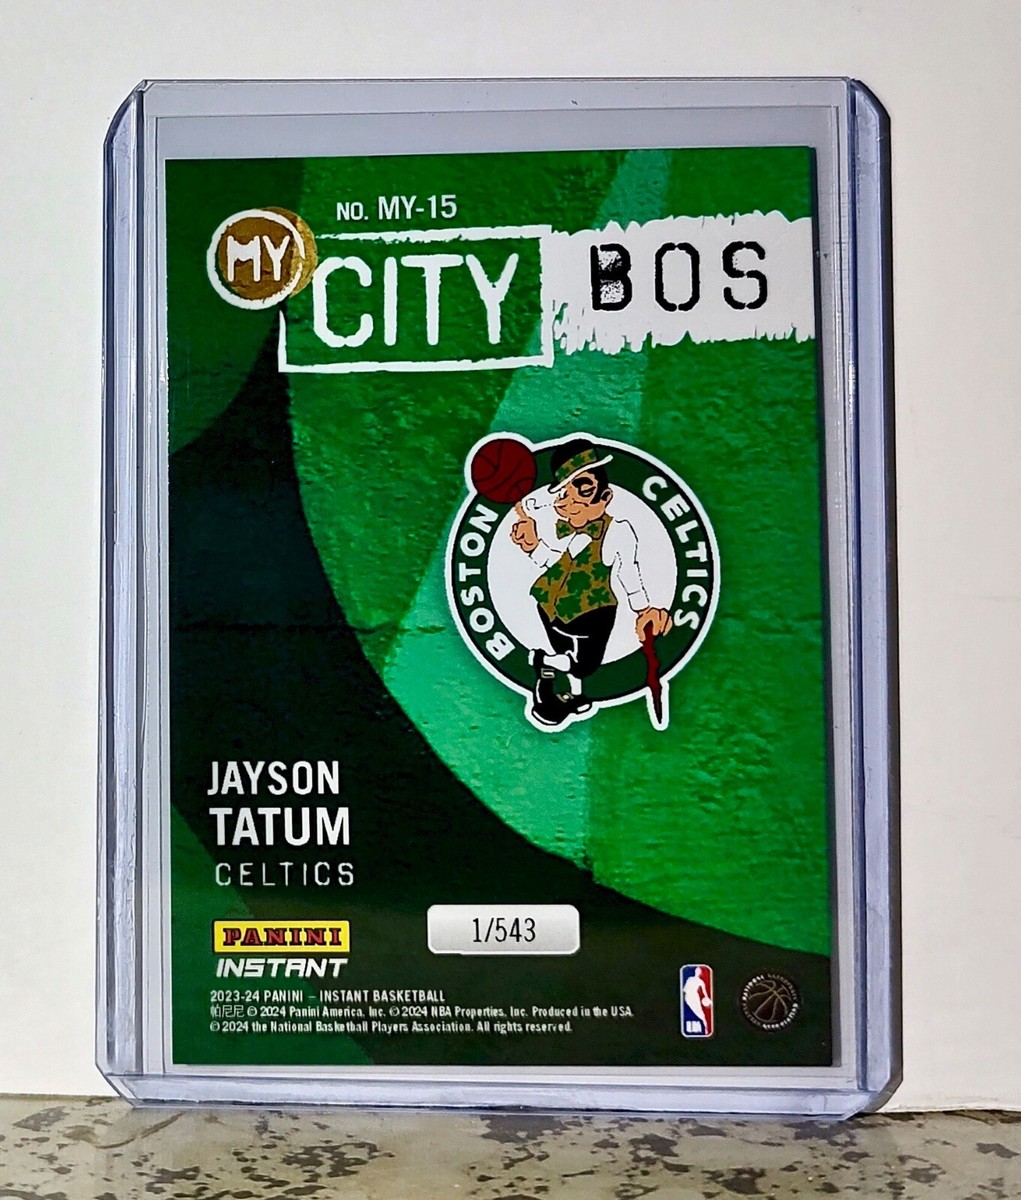 NO. MY-15
MY
CITY
BOS
BOSTON
CELTICS
JAYSON
TATUM
CELTICS
1/543
PANINI
INSTANT
2023-24 PANINI – INSTANT BASKETBALL
帕尼尼 © 2024 Panini America, Inc. © 2024 NBA Properties, Inc. Produced in the USA.
© 2024 the National Basketball Players Association. All rights reserved.
NBA